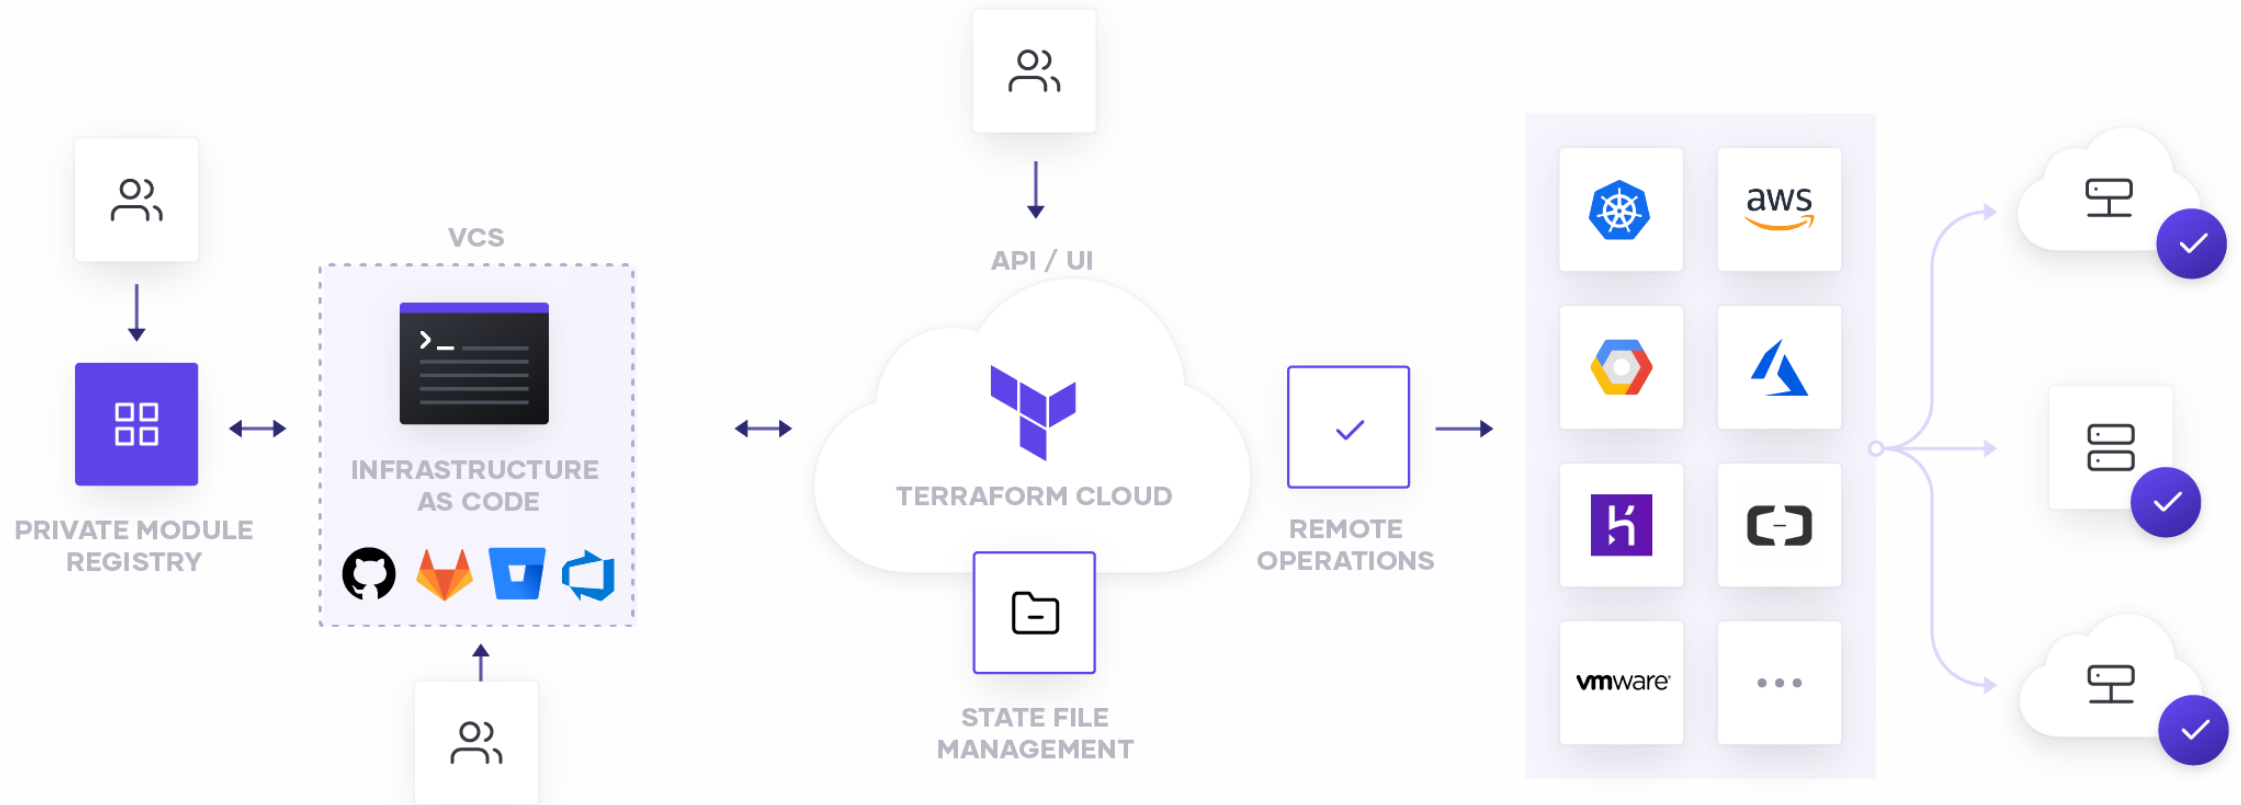 VCS
INFRASTRUCTURE
AS CODE
PRIVATE MODULE
REGISTRY
API / UI
TERRAFORM CLOUD
STATE FILE
MANAGEMENT
REMOTE
OPERATIONS
aws
vmware